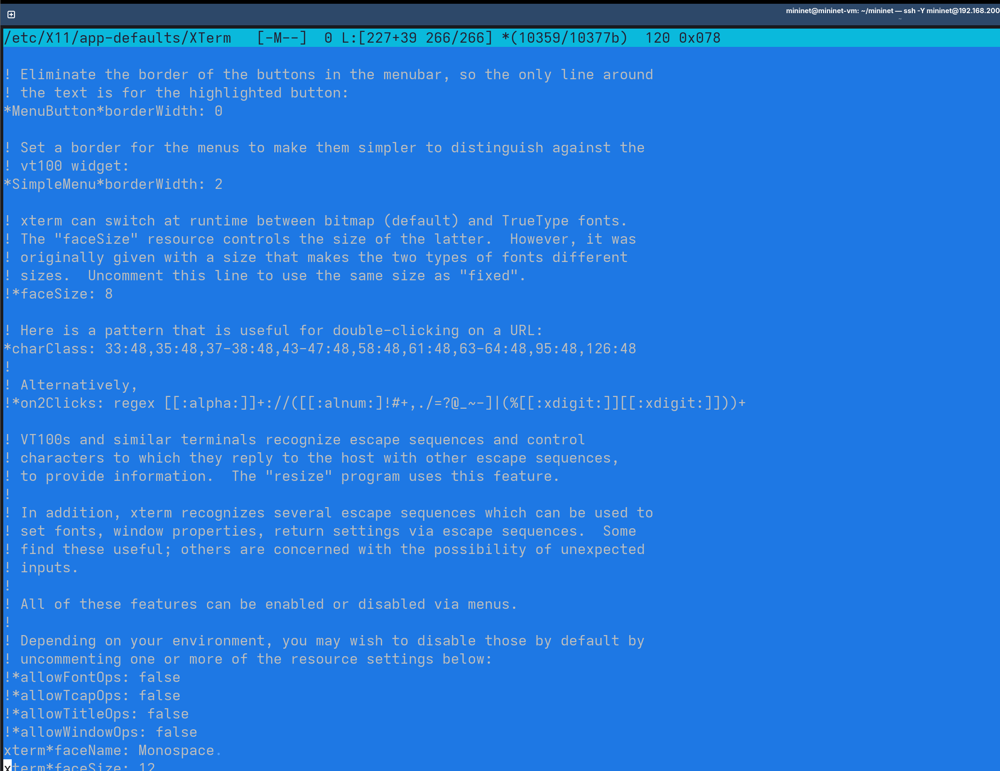 mininet@mininet-vm: ~/mininet — ssh -Y mininet@192.168.200
~
/etc/X11/app-defaults/XTerm   [-M--]  0 L:[227+39 266/266] *(10359/10377b)  120 0x078
! Eliminate the border of the buttons in the menubar, so the only line around
! the text is for the highlighted button:
*MenuButton*borderWidth: 0
! Set a border for the menus to make them simpler to distinguish against the
! vt100 widget:
*SimpleMenu*borderWidth: 2
! xterm can switch at runtime between bitmap (default) and TrueType fonts.
! The "faceSize" resource controls the size of the latter.  However, it was
! originally given with a size that makes the two types of fonts different
! sizes.  Uncomment this line to use the same size as "fixed".
!*faceSize: 8
! Here is a pattern that is useful for double-clicking on a URL:
*charClass: 33:48,35:48,37-38:48,43-47:48,58:48,61:48,63-64:48,95:48,126:48
!
! Alternatively,
!*on2Clicks: regex [[:alpha:]]+://([[:alnum:]!#+,./=?@_~-]|(%[[:xdigit:]][[:xdigit:]]))+
! VT100s and similar terminals recognize escape sequences and control
! characters to which they reply to the host with other escape sequences,
! to provide information.  The "resize" program uses this feature.
!
! In addition, xterm recognizes several escape sequences which can be used to
! set fonts, window properties, return settings via escape sequences.  Some
! find these useful; others are concerned with the possibility of unexpected
! inputs.
!
! All of these features can be enabled or disabled via menus.
!
! Depending on your environment, you may wish to disable those by default by
! uncommenting one or more of the resource settings below:
!*allowFontOps: false
!*allowTcapOps: false
!*allowTitleOps: false
!*allowWindowOps: false
xterm*faceName: Monospace.
xterm*faceSize: 12